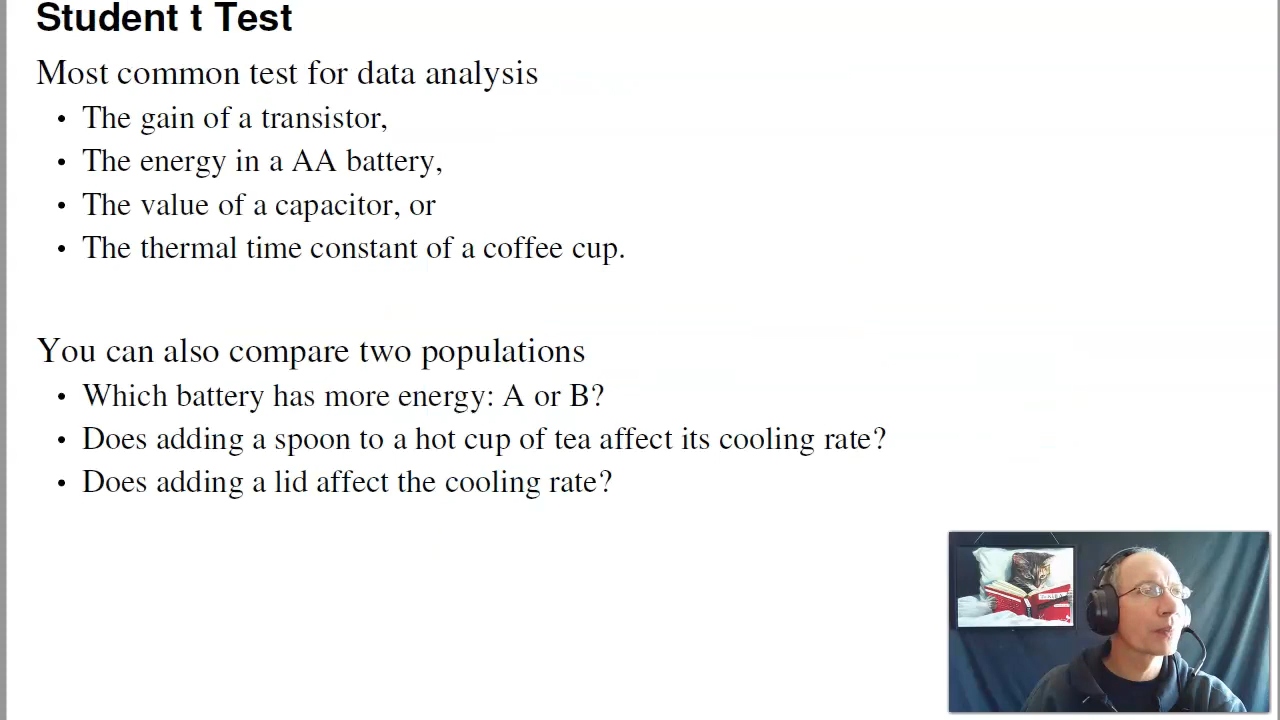 Student t Test
Most common test for data analysis
• The gain of a transistor,
• The energy in a AA battery,
• The value of a capacitor, or
• The thermal time constant of a coffee cup.
You can also compare two populations
• Which battery has more energy: A or B?
• Does adding a spoon to a hot cup of tea affect its cooling rate?
• Does adding a lid affect the cooling rate?